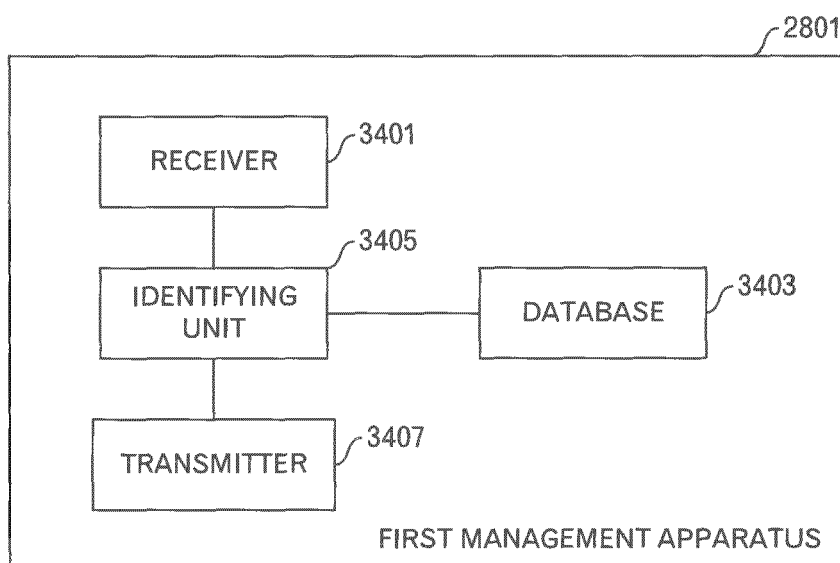 2801
RECEIVER
3401
IDENTIFYING
UNIT
3405
DATABASE
3403
TRANSMITTER
3407
FIRST MANAGEMENT APPARATUS